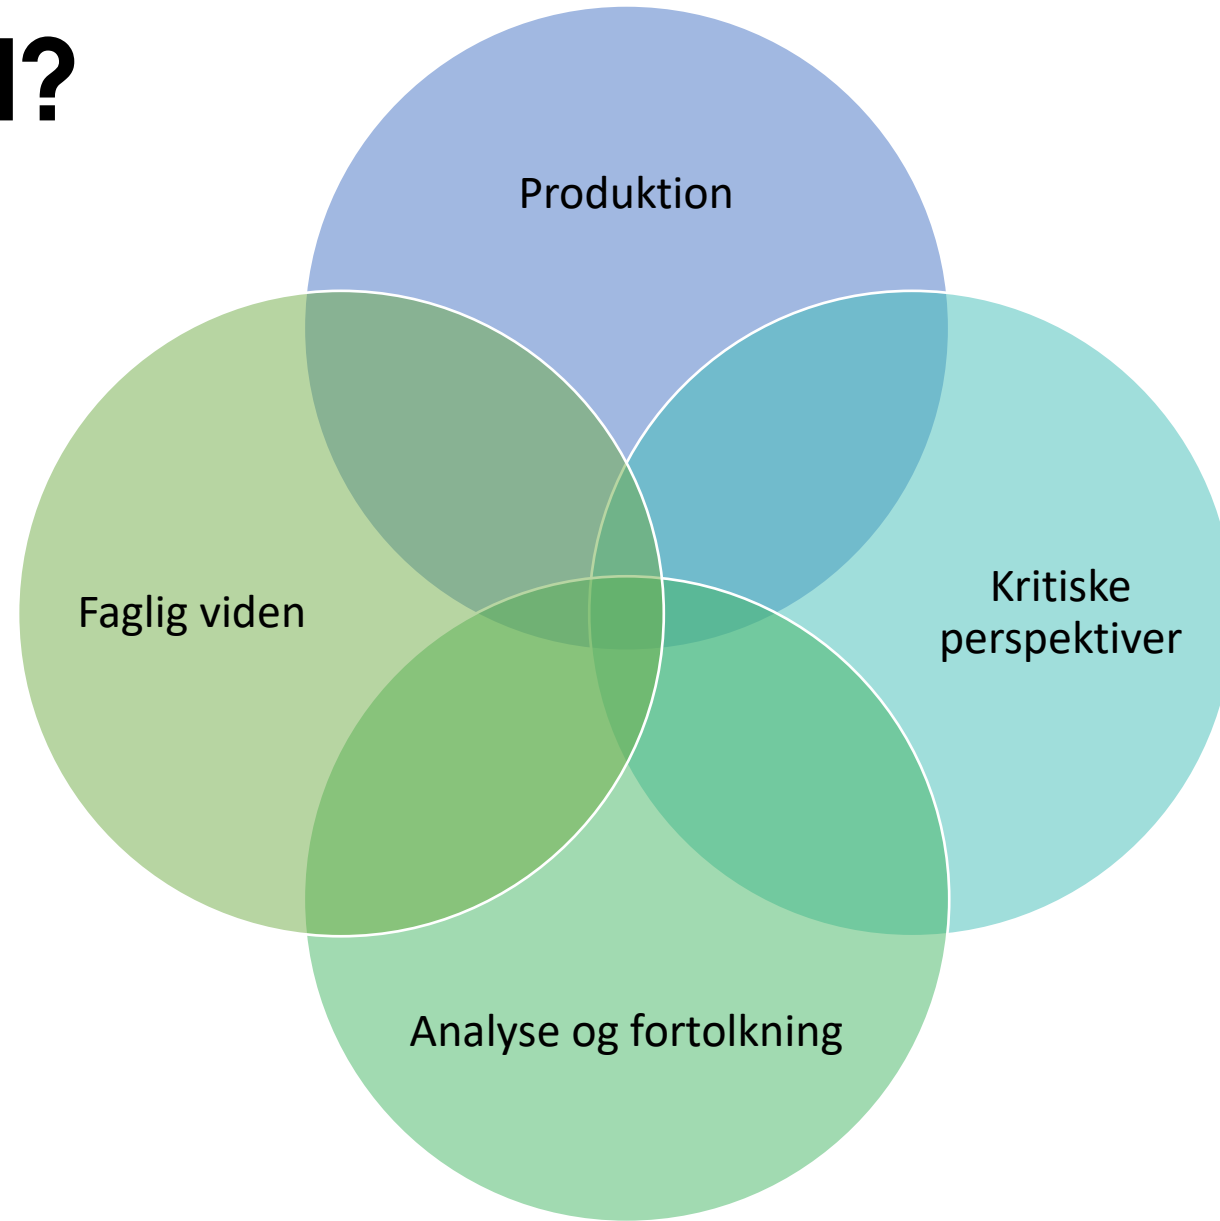 ?
Produktion
Faglig viden
Kritiske
perspektiver
Analyse og fortolkning